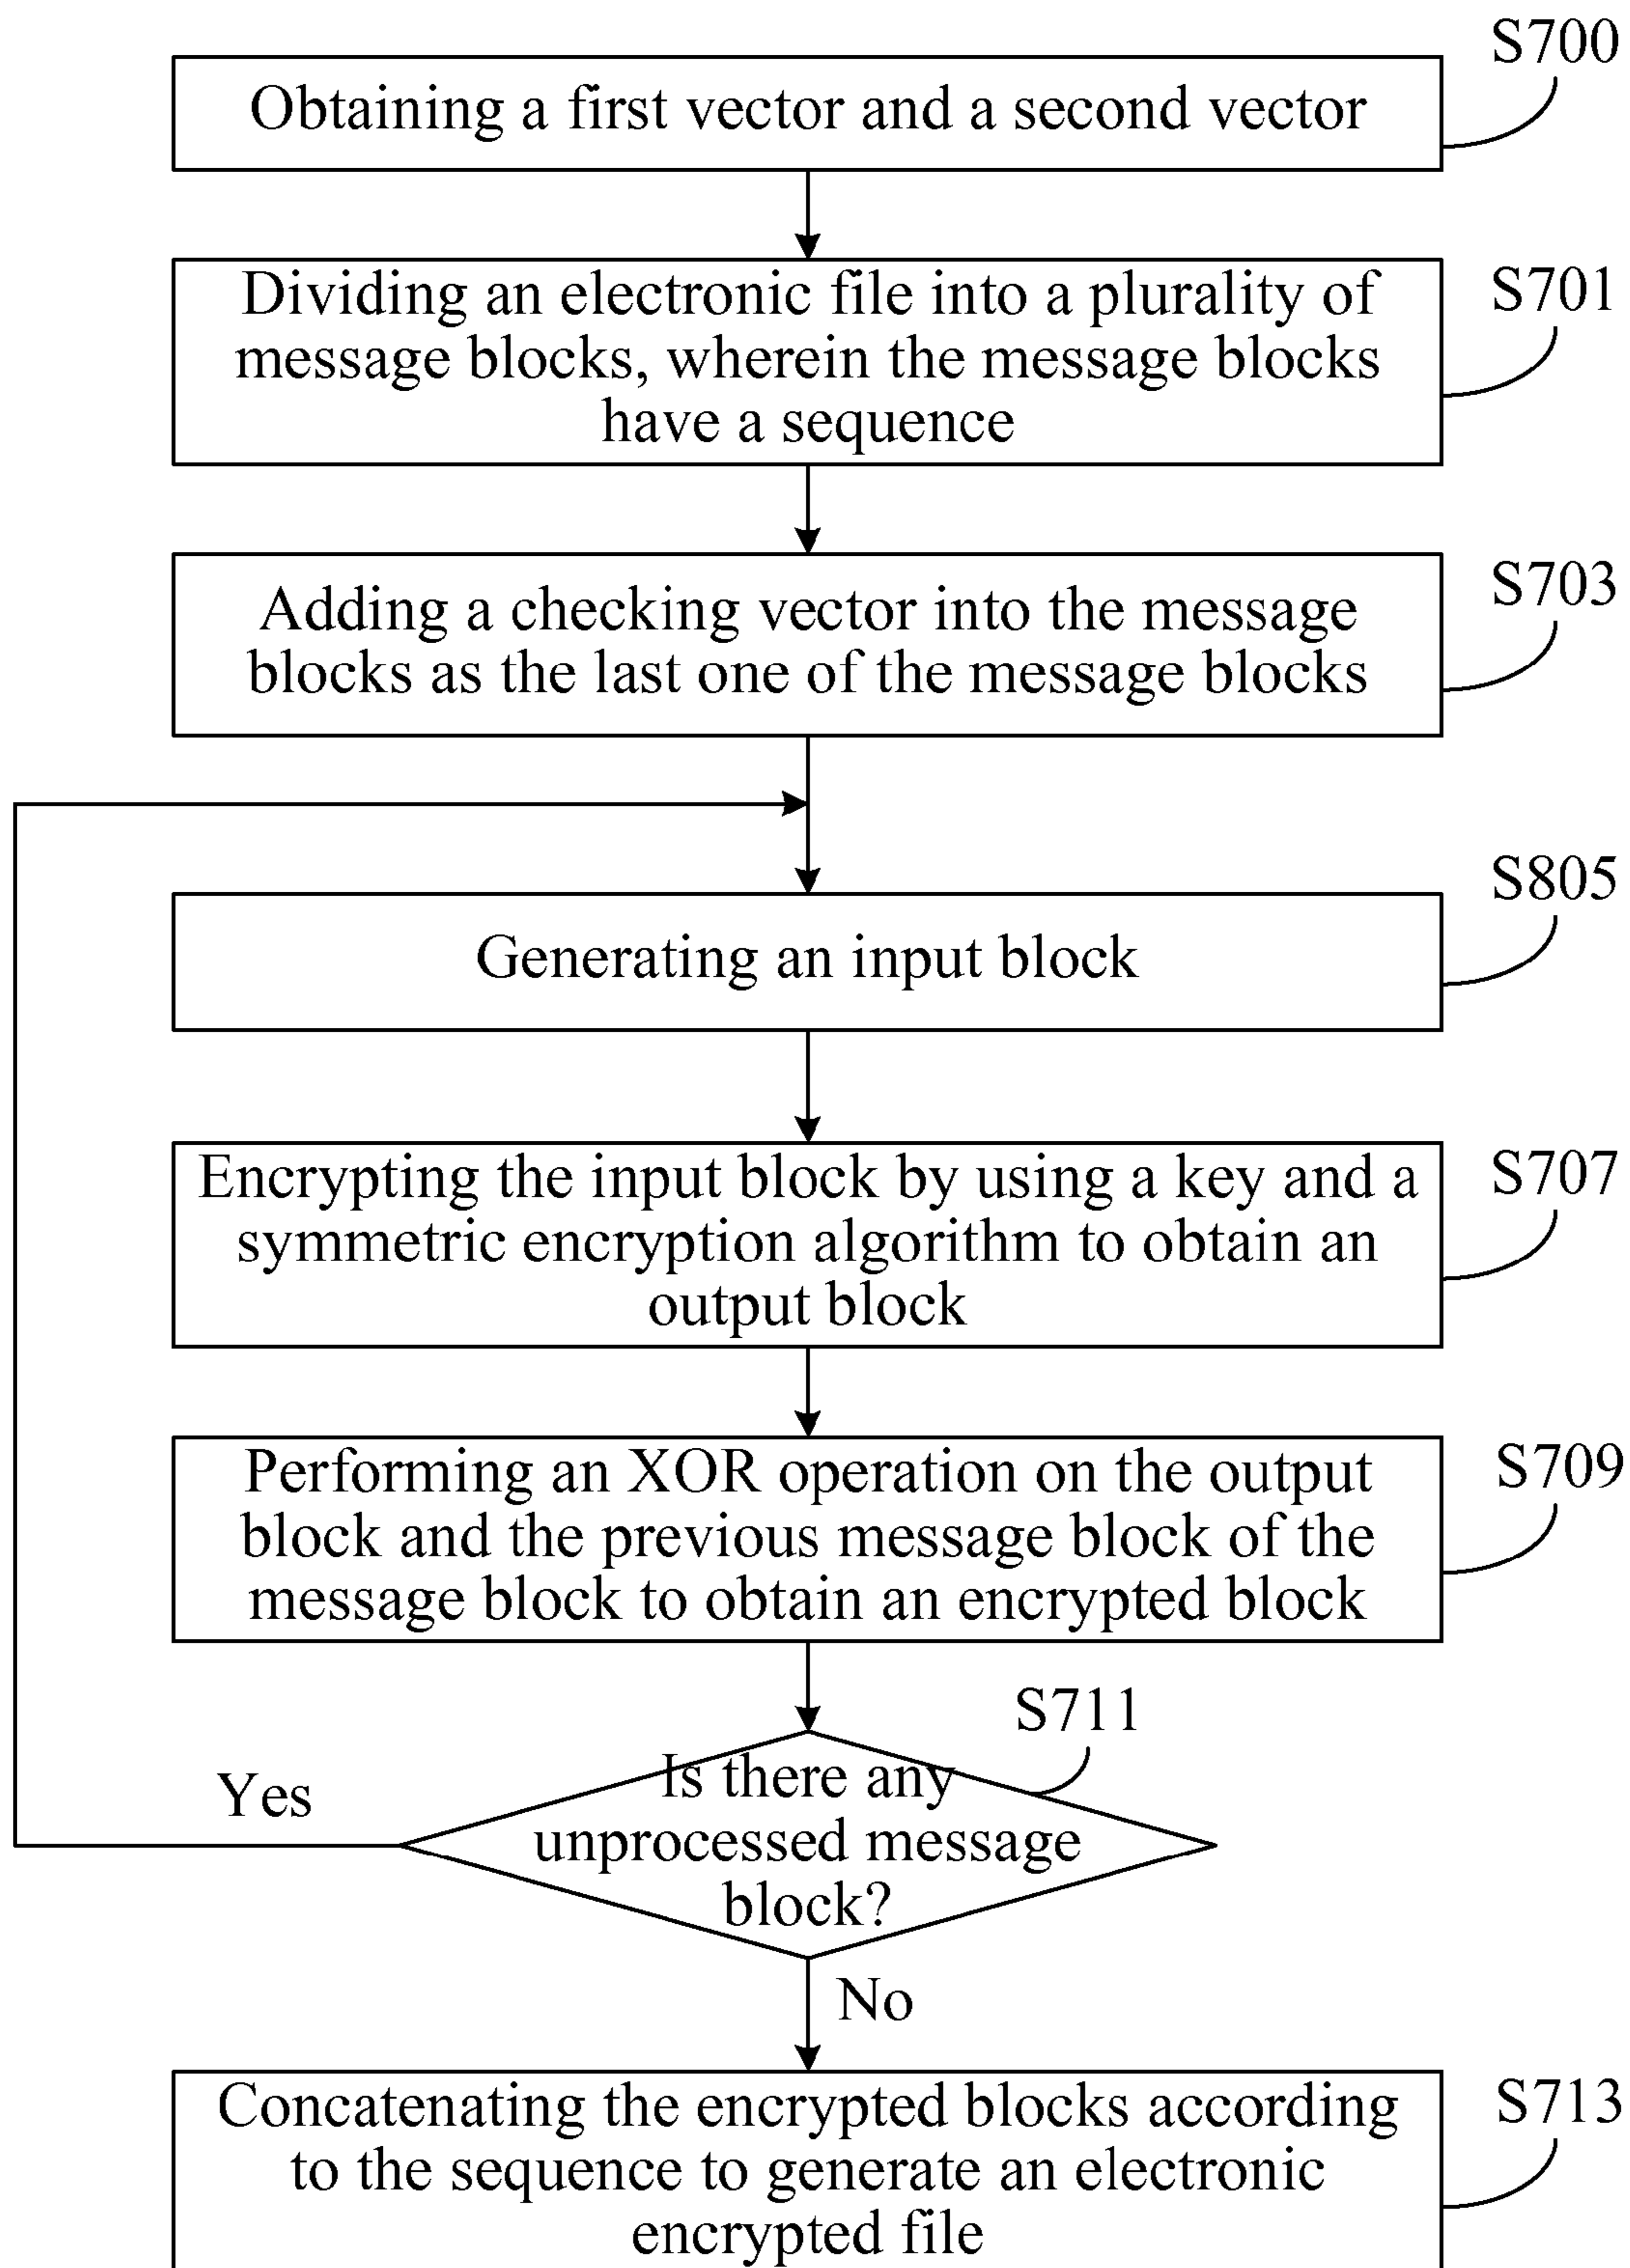 S700
Obtaining a first vector and a second vector
S701
Dividing an electronic file into a plurality of
message blocks, wherein the message blocks
have a sequence
S703
Adding a checking vector into the message
blocks as the last one of the message blocks
S805
Generating an input block
S707
Encrypting the input block by using a key and a
symmetric encryption algorithm to obtain an
output block
S709
Performing an XOR operation on the output
block and the previous message block of the
message block to obtain an encrypted block
S711
Yes
Is there any
unprocessed message
block?
No
S713
Concatenating the encrypted blocks according
to the sequence to generate an electronic
encrypted file